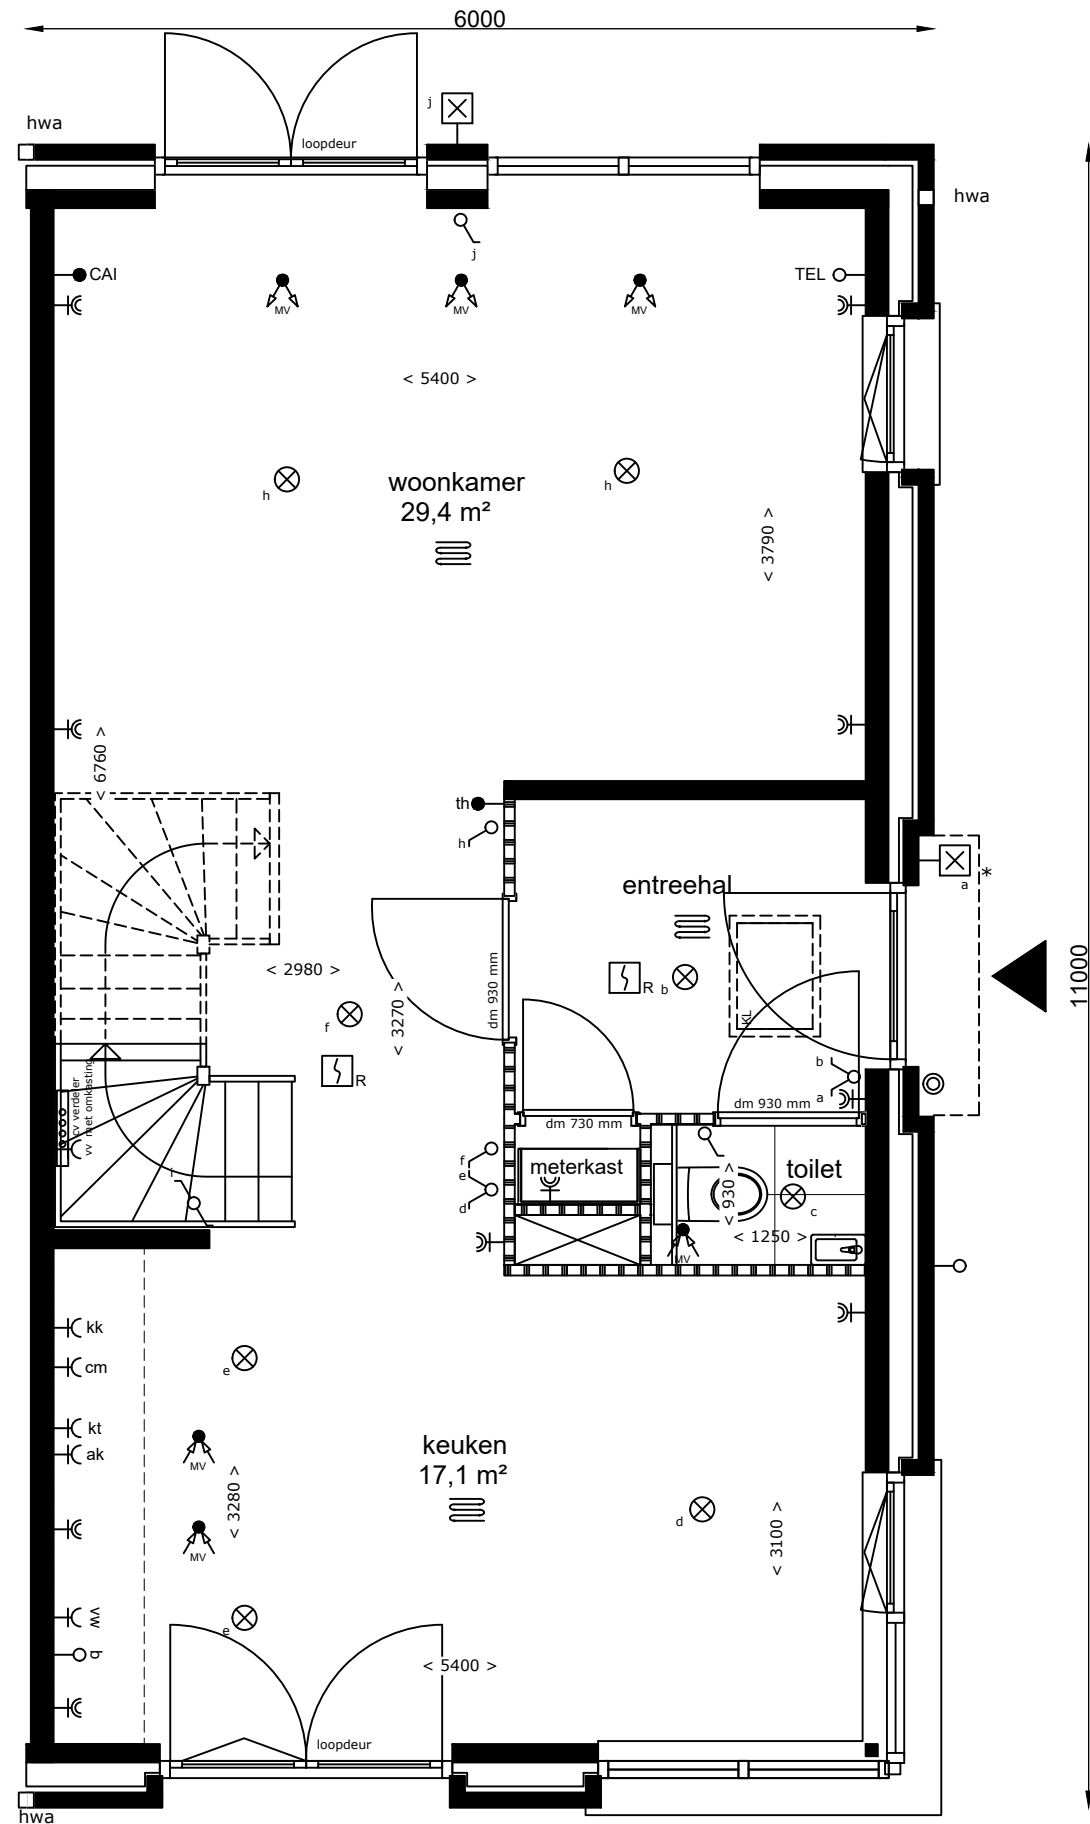 6000
hwa
j
loopdeur
hwa
j
CAI
TEL
MV
MV
MV
< 5400 >
h
h
woonkamer
29,4 m²
< 3790 >
< 6760 >
th
h
entreehal
a
*
< 2980 >
< 3270 >
dm 930 mm
R
b
f
KL
11000
R
b
a
cv verdeler
vv met omkasting
dm 730 mm
dm 930 mm
f
e
d
meterkast
toilet
< 930 >
i
c
< 1250 >
MV
kk
cm
e
kt
ak
MV
keuken
17,1 m²
< 3280 >
d
< 3100 >
MV
vw
e
q
< 5400 >
loopdeur
hwa